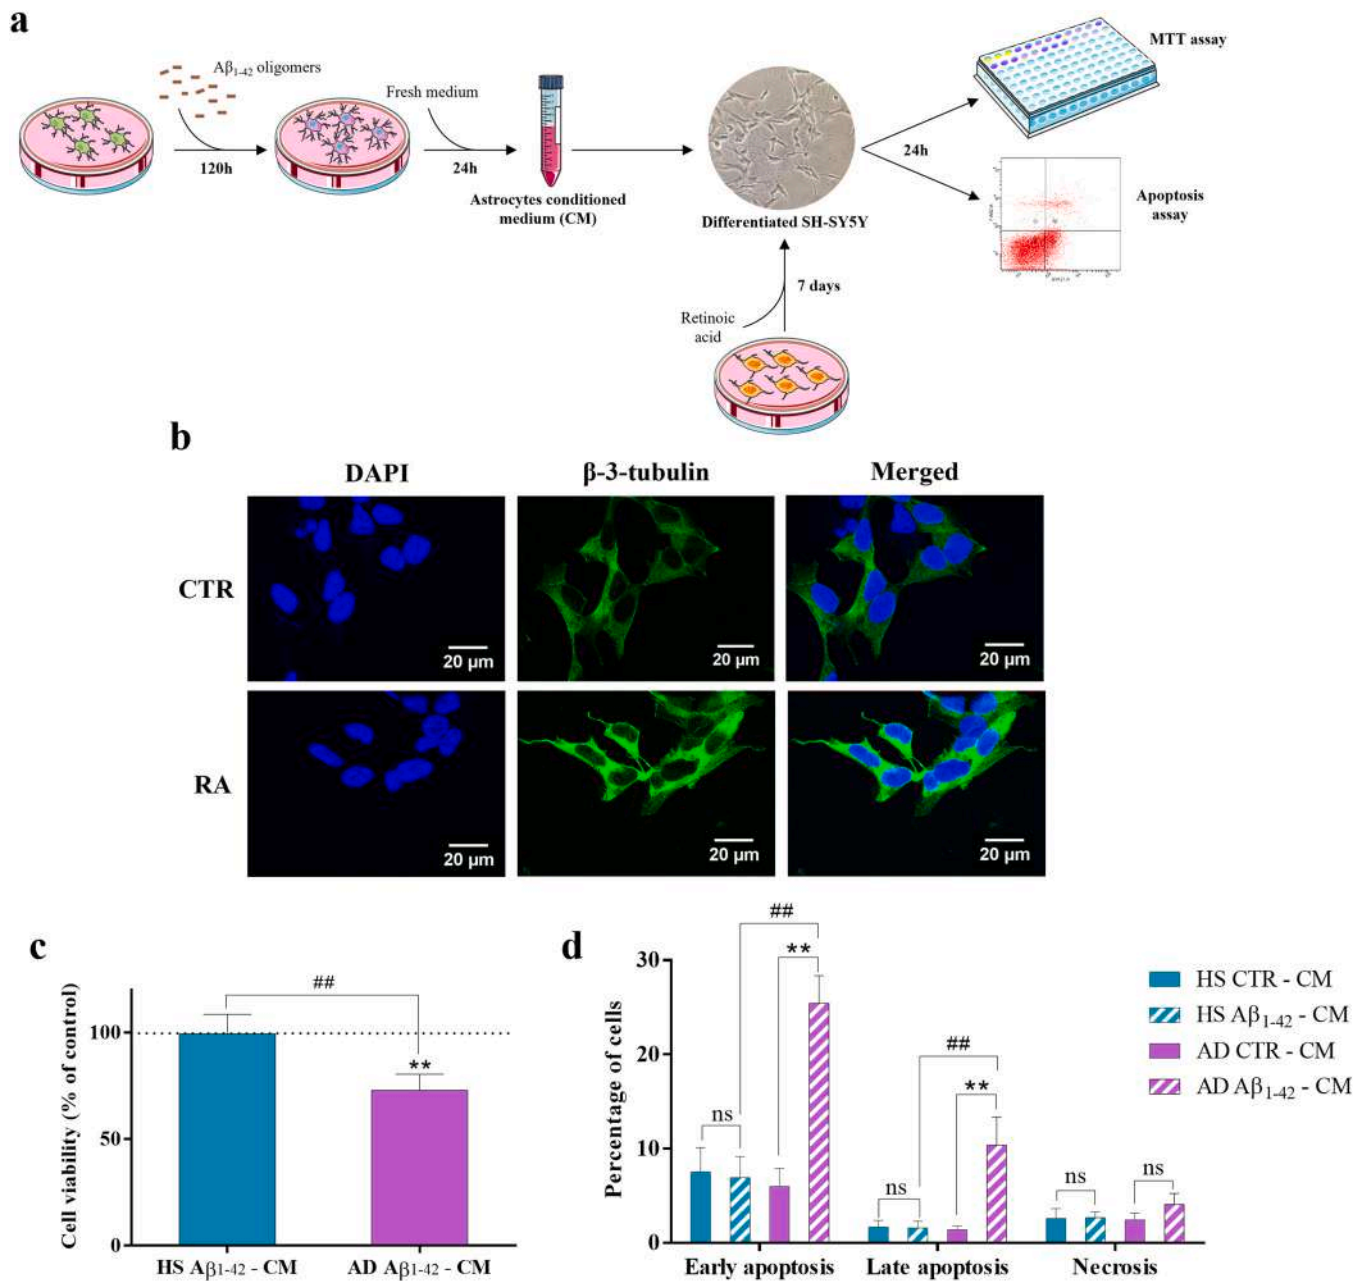 a
Aβ1-42 oligomers
120h
Fresh medium
24h
Astrocytes conditioned
medium (CM)
Differentiated SH-SY5Y
7 days
Retinoic
acid
24h
MTT assay
Apoptosis
assay
b
DAPI
β-3-tubulin
Merged
CTR
20 µm
20 µm
20 µm
RA
20 µm
20 µm
20 µm
c
Cell viability (% of control)
100
50
0
##
**
HS Aβ1-42 - CM
AD Aβ1-42 - CM
d
Percentage of cells
30
20
10
0
ns
##
**
ns
##
**
ns
ns
Early apoptosis
Late apoptosis
Necrosis
HS CTR - CM
HS Aβ1-42 - CM
AD CTR - CM
AD Aβ1-42 - CM